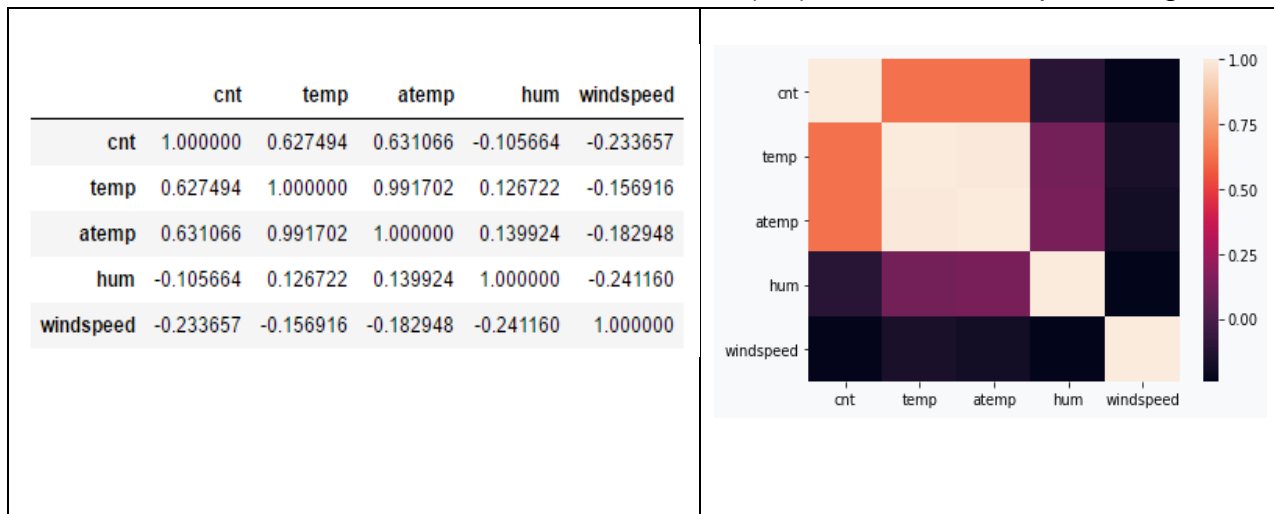 cnt temp atemp hum windspeed
cnt 1.000000 0.627494 0.631066 -0.105664 -0.233657
temp 0.627494 1.000000 0.991702 0.126722 -0.156916
atemp 0.631066 0.991702 1.000000 0.139924 -0.182948
hum -0.105664 0.126722 0.139924 1.000000 -0.241160
windspeed -0.233657 -0.156916 -0.182948 -0.241160 1.000000
cnt
temp
atemp
hum
windspeed
cnt temp atemp hum windspeed
1.00
0.75
0.50
0.25
0.00